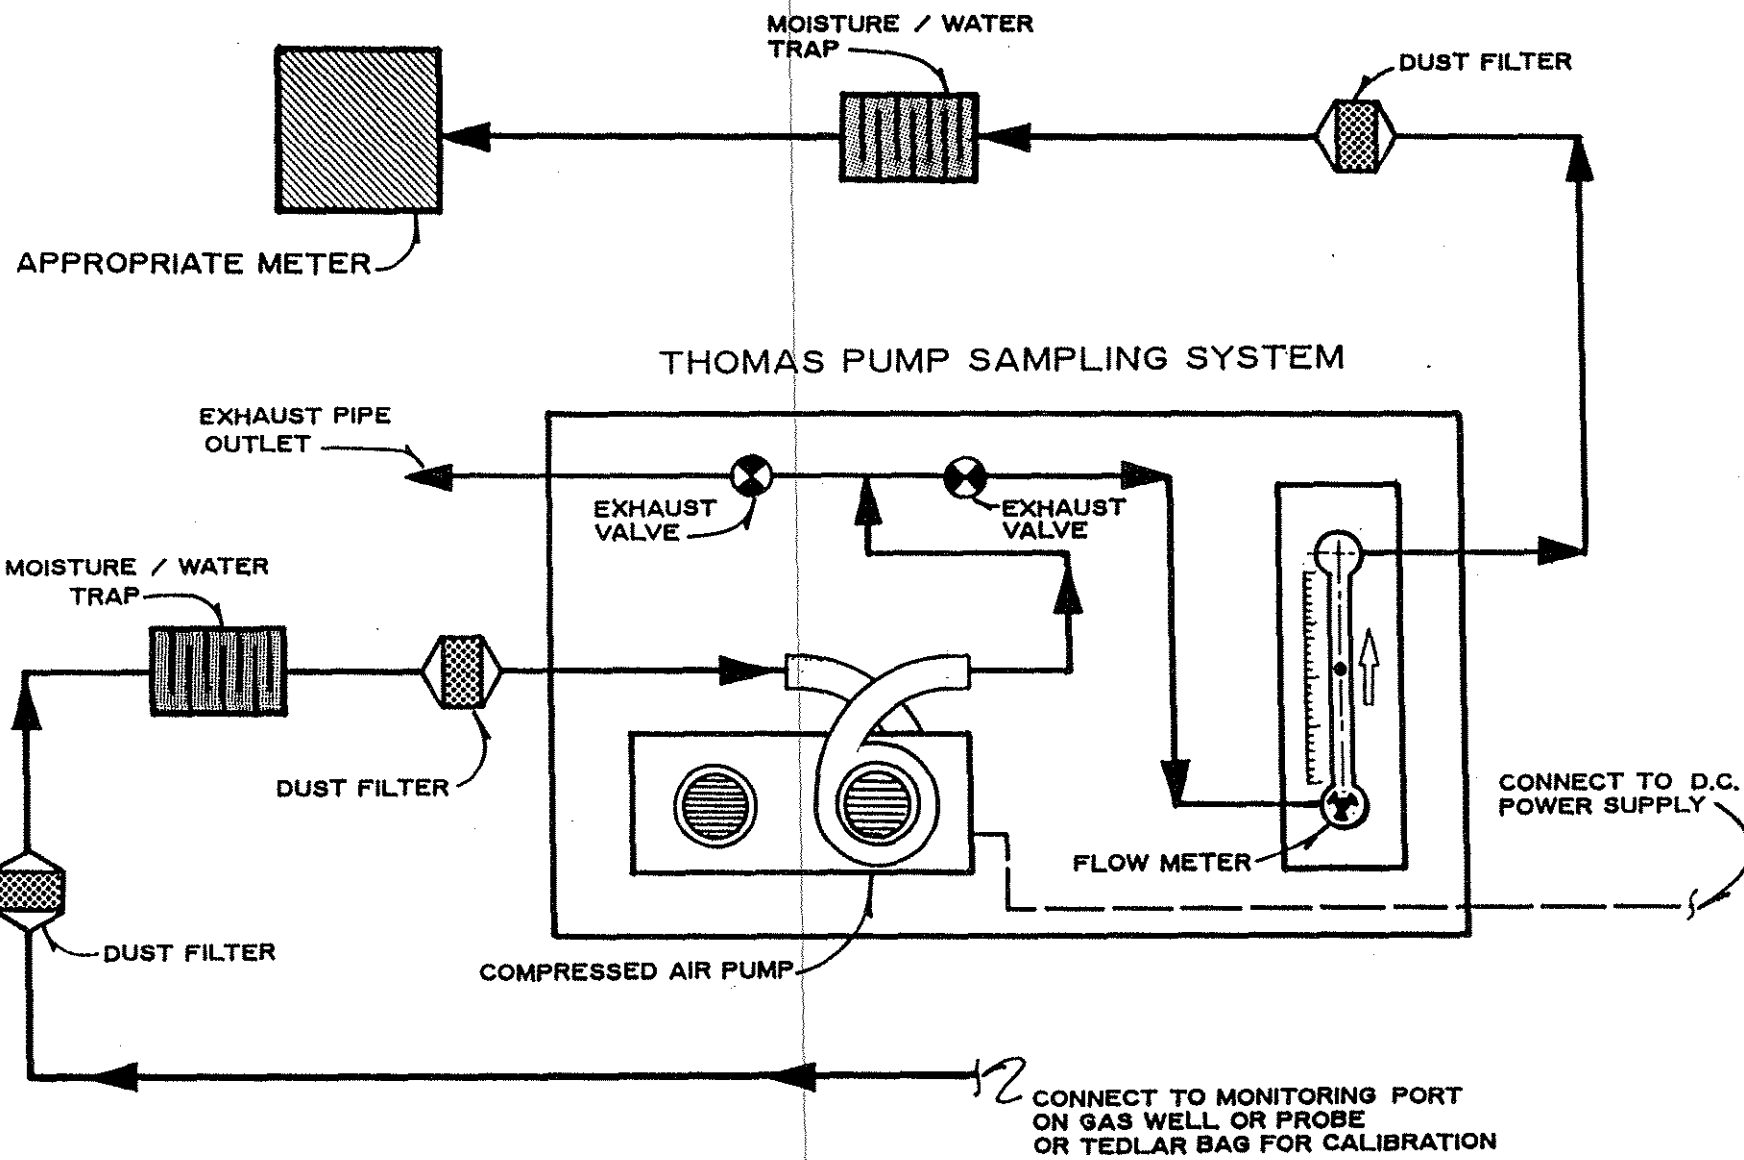 MOISTURE / WATER
TRAP
DUST FILTER
APPROPRIATE METER
THOMAS PUMP SAMPLING SYSTEM
EXHAUST PIPE
OUTLET
EXHAUST
VALVE
EXHAUST
VALVE
MOISTURE / WATER
TRAP
DUST FILTER
CONNECT TO D.C.
POWER SUPPLY
FLOW METER
DUST FILTER
COMPRESSED AIR PUMP
CONNECT TO MONITORING PORT
ON GAS WELL OR PROBE
OR TEDLAR BAG FOR CALIBRATION